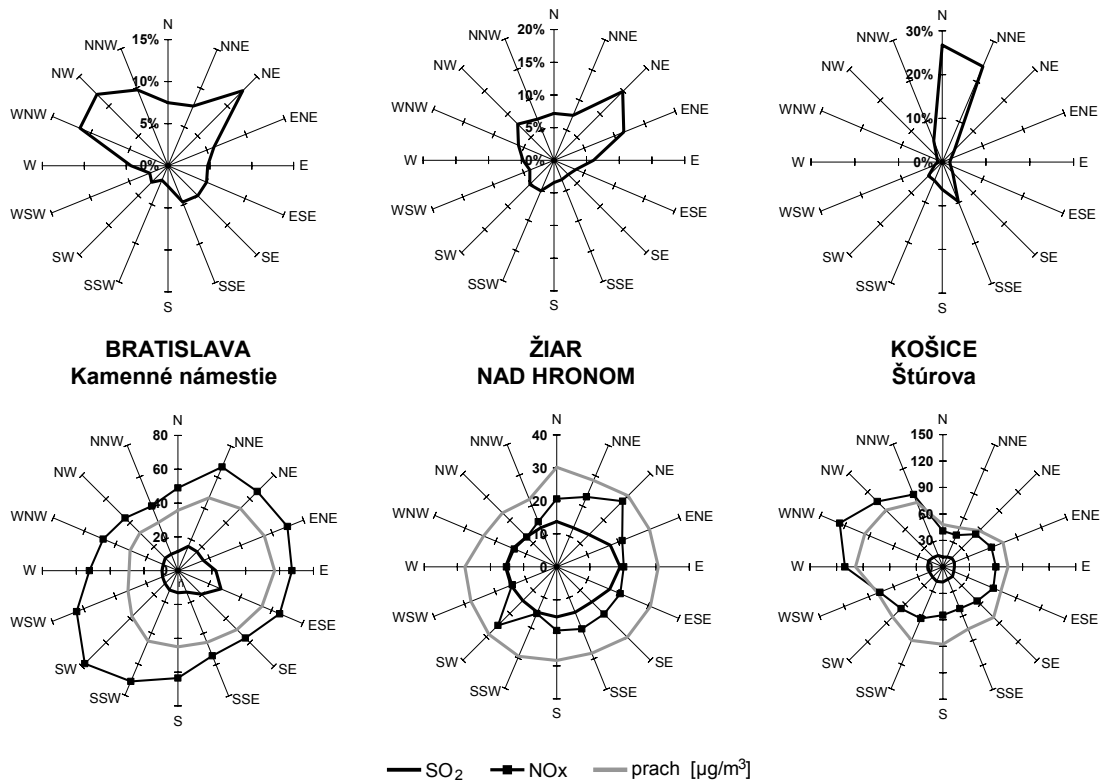 N
NNE
NE
ENE
E
ESE
SE
SSE
S
SSW
SW
WSW
W
WNW
NW
NNW
15%
10%
5%
0%
N
NNE
NE
ENE
E
ESE
SE
SSE
S
SSW
SW
WSW
W
WNW
NW
NNW
20%
15%
10%
5%
0%
N
NNE
NE
ENE
E
ESE
SE
SSE
S
SSW
SW
WSW
W
WNW
NW
NNW
30%
20%
10%
0%
BRATISLAVA
Kamenné námestie
ŽIAR
NAD HRONOM
KOŠICE
Štúrova
N
NNE
NE
ENE
E
ESE
SE
SSE
S
SSW
SW
WSW
W
WNW
NW
NNW
80
60
40
20
0
N
NNE
NE
ENE
E
ESE
SE
SSE
S
SSW
SW
WSW
W
WNW
NW
NNW
40
30
20
10
0
N
NNE
NE
ENE
E
ESE
SE
SSE
S
SSW
SW
WSW
W
WNW
NW
NNW
150
120
90
60
30
0
SO₂ NOx prach [µg/m³]